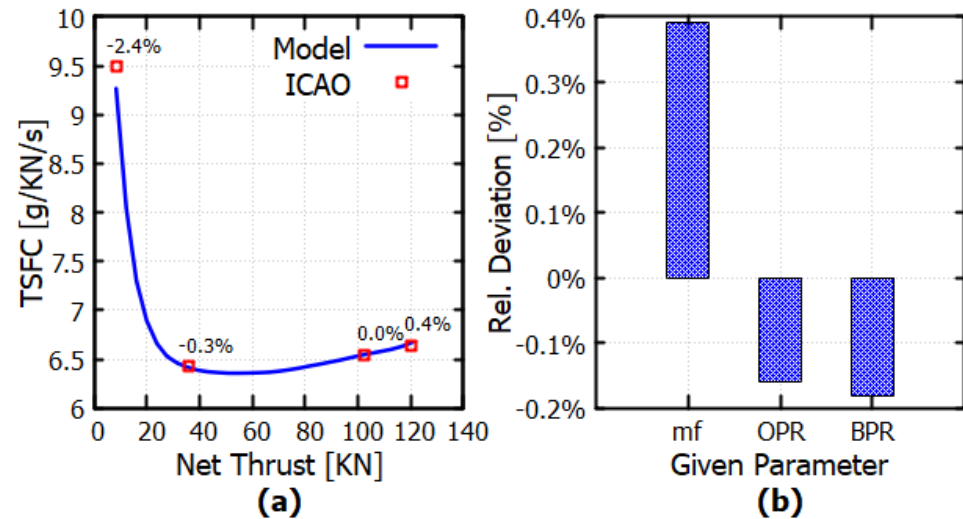 10
9.5
9
8.5
8
7.5
7
6.5
6
TSFC [g/KN/s]
-2.4%
Model
ICAO
-0.3%
0.0% 0.4%
0 20 40 60 80 100 120 140
Net Thrust [KN]
(a)
0.4%
0.3%
0.2%
0.1%
0%
-0.1%
-0.2%
Rel. Deviation [%]
mf OPR BPR
Given Parameter
(b)